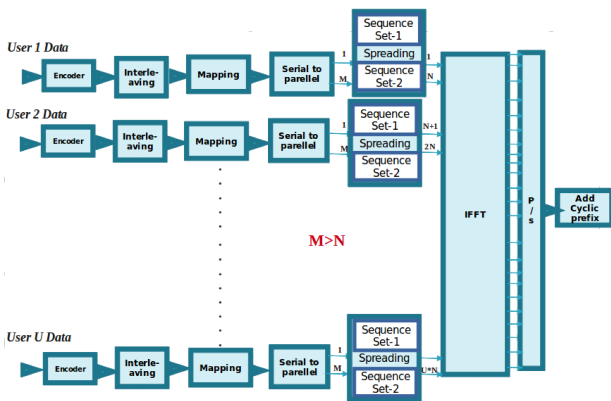 User 1 Data
Encoder
Interle-
aving
Mapping
Serial to
parellel
1
M
Sequence
Set-1
Spreading
Sequence
Set-2
1
N
User 2 Data
Encoder
Interle-
aving
Mapping
Serial to
parellel
1
M
Sequence
Set-1
Spreading
Sequence
Set-2
N+1
2N
M>N
IFFT
P
/
s
Add
Cyclic
prefix
User U Data
Encoder
Interle-
aving
Mapping
Serial to
parellel
1
M
Sequence
Set-1
Spreading
Sequence
Set-2
U*N